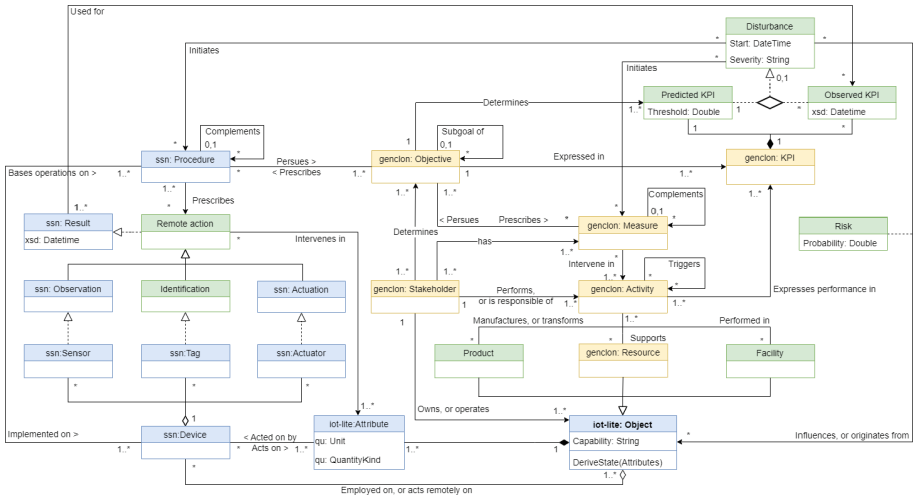 Used for
Disturbance
Start: DateTime
Severity: String
Initiates
Initiates
0,1
Predicted KPI
Threshold: Double
Observed KPI
xsd: Datetime
Determines
1..*
Complements
0,1
Subgoal of
0,1
ssn: Procedure
genclon: Objective
genclon: KPI
Persues >
< Prescribes
Expressed in
Bases operations on >
1..*
Prescribes
ssn: Result
xsd: Datetime
Remote action
Intervenes in
Determines
< Persues
Prescribes >
Complements
0,1
genclon: Measure
has
Risk
Probability: Double
Intervene in
Triggers
ssn: Observation
Identification
ssn: Actuation
genclon: Stakeholder
Performs,
or is responsible of
genclon: Activity
Expresses performance in
Manufactures, or transforms
Performed in
Supports
ssn:Sensor
ssn:Tag
ssn:Actuator
Product
genclon: Resource
Facility
Owns, or operates
1..*
Implemented on >
1..*
ssn:Device
< Acted on by
Acts on >
1..*
iot-lite:Attribute
qu: Unit
qu: QuantityKind
iot-lite: Object
Capability: String
DeriveState(Attributes)
Influences, or originates from
1..*
Employed on, or acts remotely on